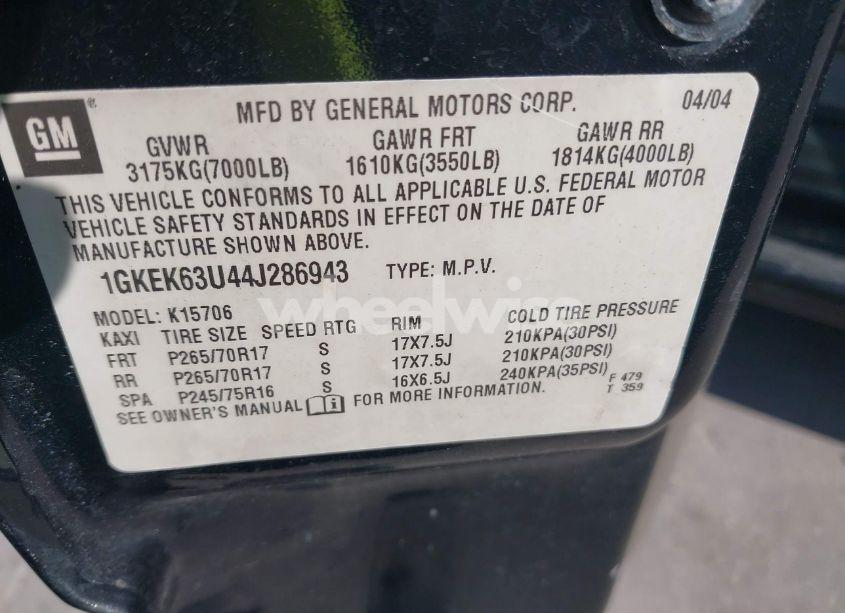 GM ®
MFD BY GENERAL MOTORS CORP. 04/04
GVWR GAWR FRT GAWR RR
3175KG(7000LB) 1610KG(3550LB) 1814KG(4000LB)
THIS VEHICLE CONFORMS TO ALL APPLICABLE U.S. FEDERAL MOTOR
VEHICLE SAFETY STANDARDS IN EFFECT ON THE DATE OF
MANUFACTURE SHOWN ABOVE.
1GKEK63U44J286943 TYPE: M.P.V.
wheelwise
MODEL: K15706
KAXI TIRE SIZE SPEED RTG RIM COLD TIRE PRESSURE
FRT P265/70R17 S 17X7.5J 210KPA(30PSI)
RR P265/70R17 S 17X7.5J 210KPA(30PSI)
SPA P245/75R16 S 16X6.5J 240KPA(35PSI)
SEE OWNER'S MANUAL FOR MORE INFORMATION.
F 479
T 359